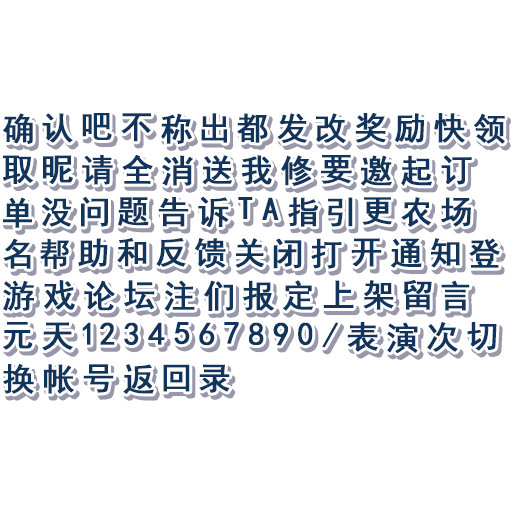 确认吧不称出都发改奖励快领
取昵请全消送我修要邀起订
单没问题告诉TA指引更农场
名帮助和反馈关闭打开通知登
游戏论坛注们报定上架留言
元天1234567890/表演次切
换帐号返回录